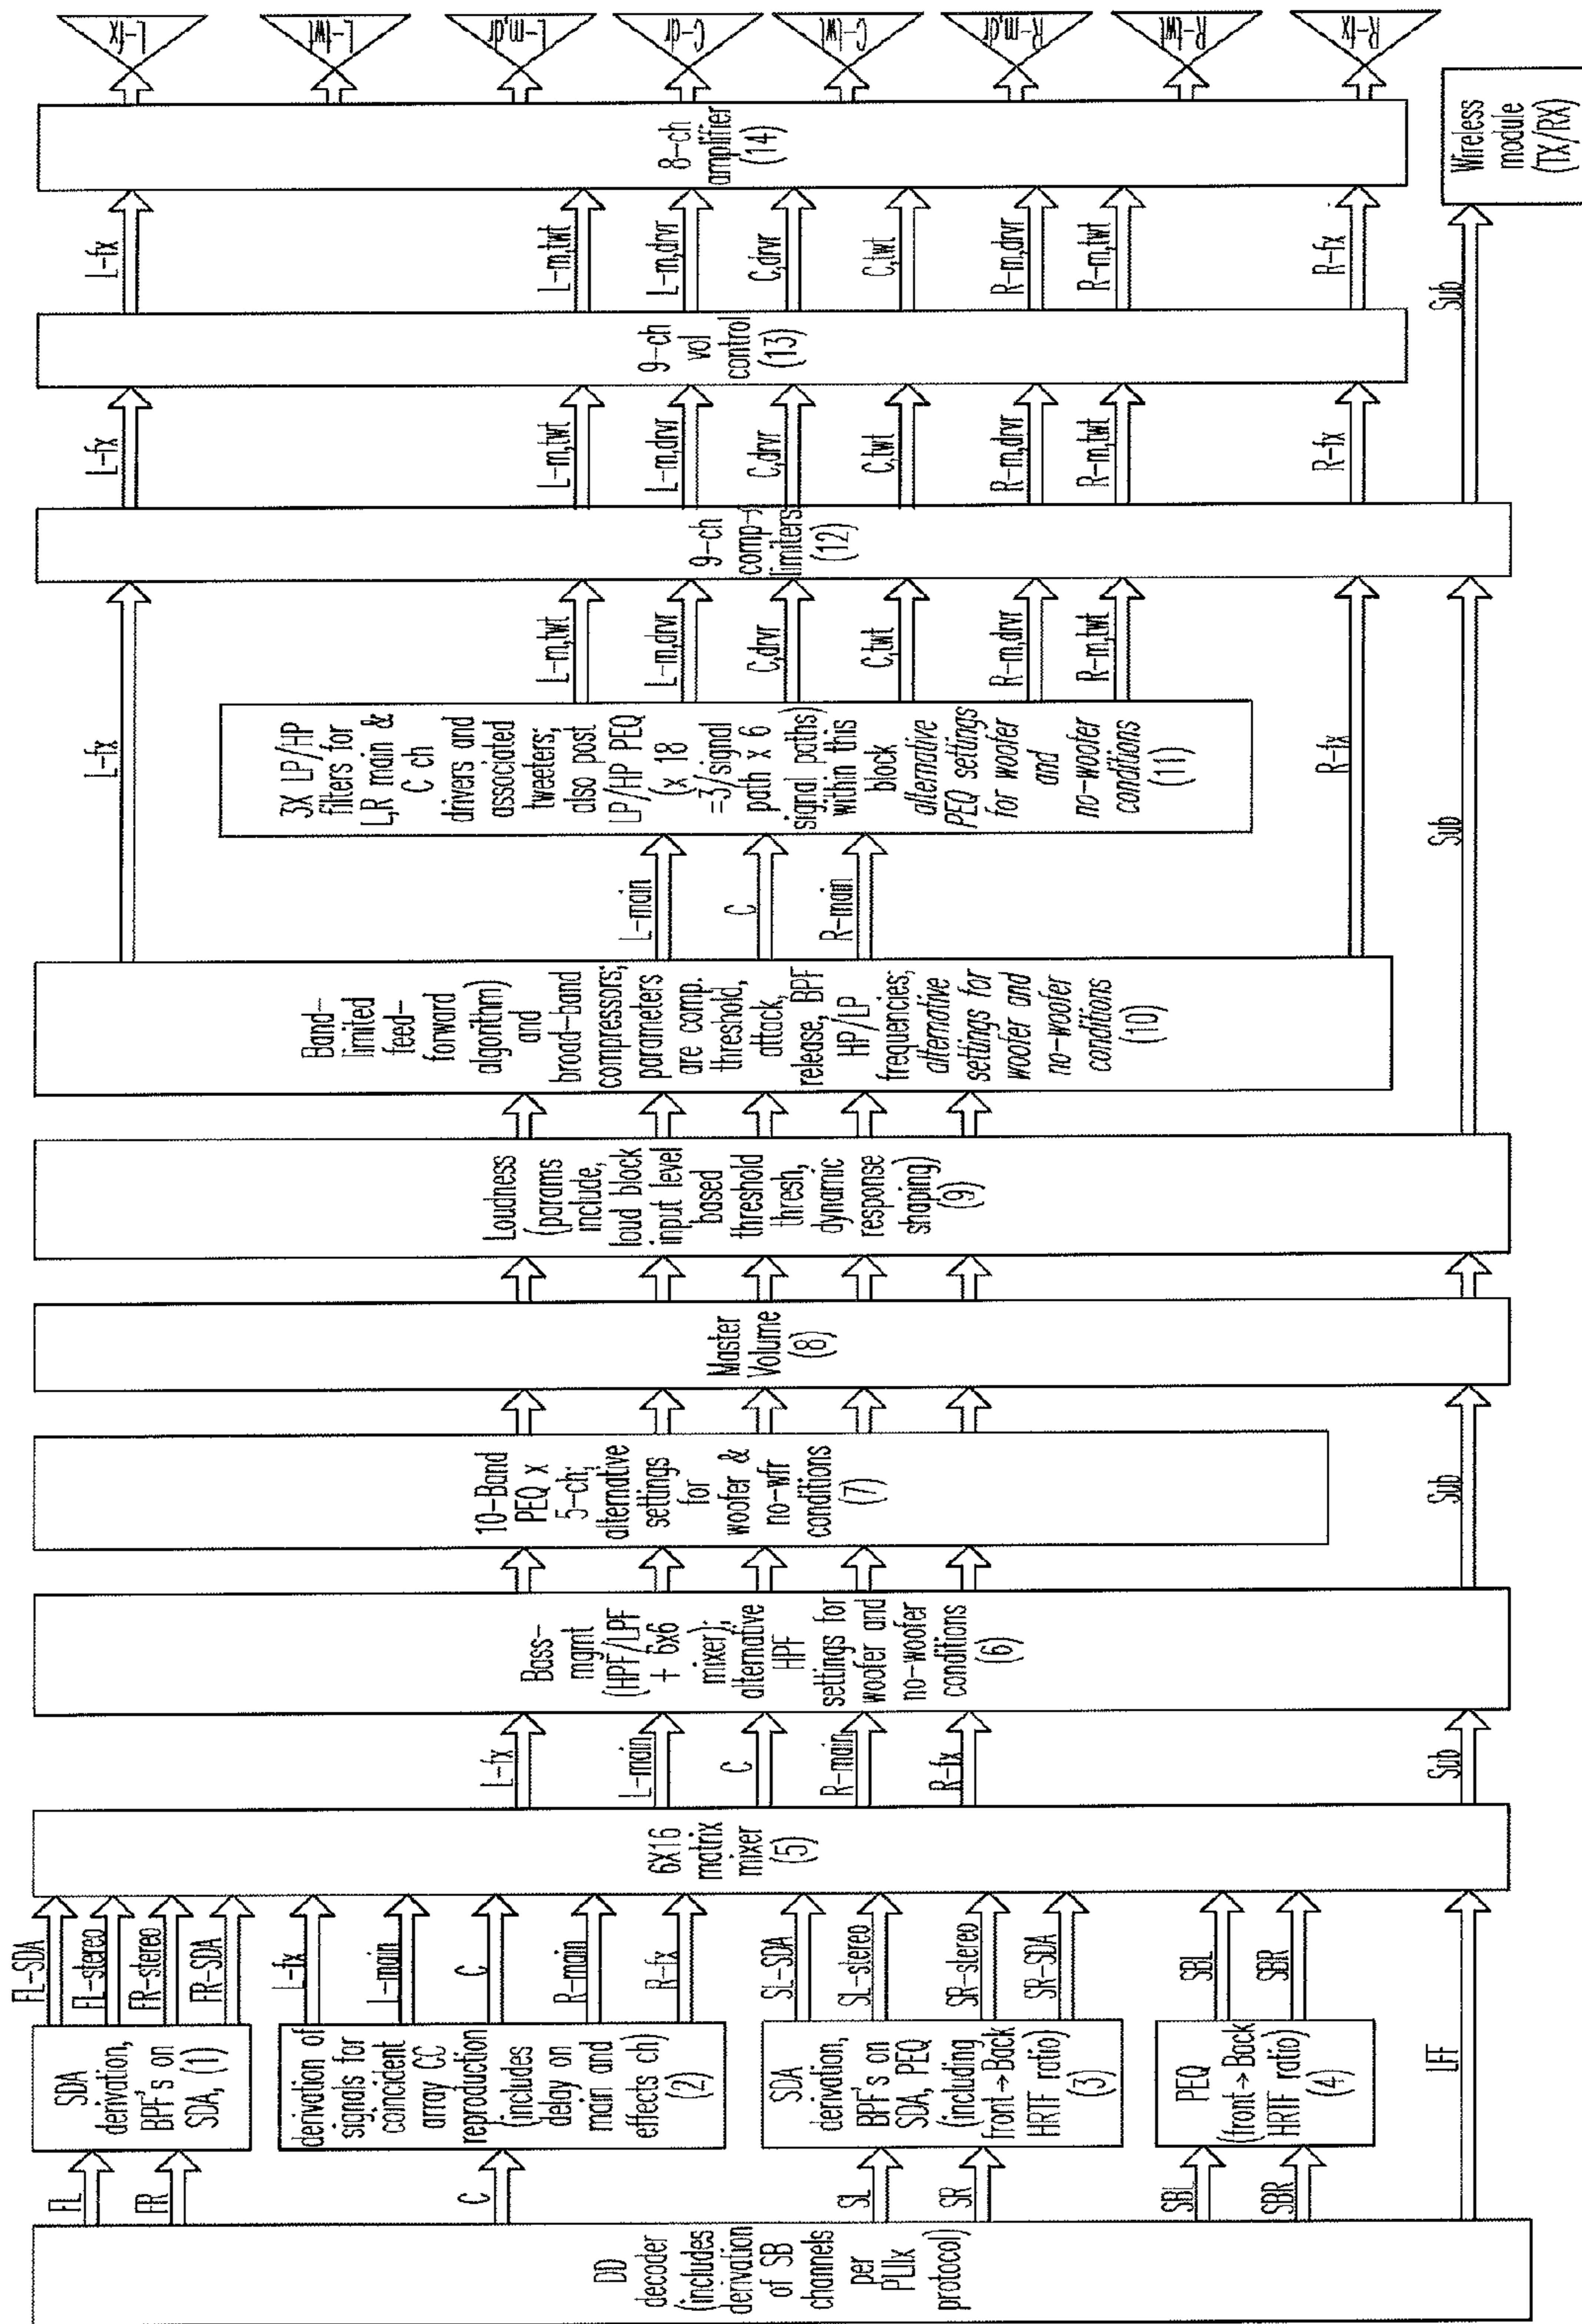 DD
decoder
(includes
derivation
of SB
channels
per
PLIIx
protocol)
FL
FR
C
SL
SR
SBL
SBR
LFF
SDA
derivation,
BPF's on
SDA, (1)
derivation of
signals for
coincident
array CC
reproduction
(includes
delay on
main and
effects ch)
(2)
SDA
derivation,
BPF's on
SDA, PEQ
(including
front→Back
HRTF ratio)
(3)
PEQ
(front→Back
HRTF ratio)
(4)
FL-SDA
FL-stereo
FR-stereo
FR-SDA
L-fx
L-main
C
R-main
R-fx
SL-SDA
SL-stereo
SR-stereo
SR-SDA
SBL
SBR
6X16
matrix
mixer
(5)
L-fx
L-main
C
R-main
R-fx
Sub
Bass-
mgmt
(HPF/LPF
+ 6x6
mixer);
alternative
HPF
settings for
woofer and
no-woofer
conditions
(6)
10-Band
PEQ x
5-ch;
alternative
settings
for
woofer &
no-wfr
conditions
(7)
Sub
Master
Volume
(8)
Loudness
(params
include,
loud block
input level
based
threshold
thresh,
dynamic
response
shaping)
(9)
Band-
limited
feed-
forward
algorithm)
and
broad-band
compressors;
parameters
are comp.
threshold,
attack,
release, BPF
HP/LP
frequencies;
alternative
settings for
woofer and
no-woofer
conditions
(10)
L-fx
L-main
C
R-main
R-fx
Sub
3X LP/HP
filters for
L,R main &
C ch
drivers and
associated
tweeters;
also post
LP/HP PEQ
(x 18
=3/signal
path x 6
signal paths)
within this
block
alternative
PEQ settings
for woofer
and
no-woofer
conditions
(11)
L-m,twt
L-m,drvr
C,drvr
C,twt
R-m,drvr
R-m,twt
9-ch
comp-
limiters
(12)
L-fx
L-m,twt
L-m,drvr
C,drvr
C,twt
R-m,drvr
R-m,twt
R-fx
Sub
9-ch
vol
control
(13)
L-fx
L-m,twt
L-m,drvr
C,drvr
C,twt
R-m,drvr
R-m,twt
R-fx
8-ch
amplifier
(14)
Wireless
module
(TX/RX)
L-fx
L-twt
L-m,dr
C-dr
C-twt
R-m,dr
R-twt
R-fx